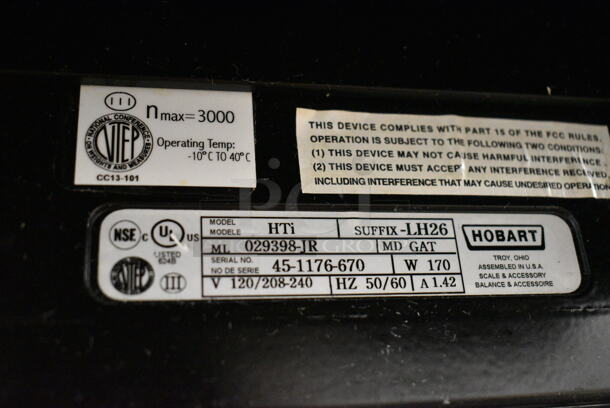 III
n max=3000
NATIONAL CONFERENCE
NTEP
ON WEIGHTS AND MEASURES
Operating Temp:
-10°C TO 40°C
CC13-101
THIS DEVICE COMPLIES WITH PART 15 OF THE FCC RULES.
OPERATION IS SUBJECT TO THE FOLLOWING TWO CONDITIONS:
(1) THIS DEVICE MAY NOT CAUSE HARMFUL INTERFERENCE
(2) THIS DEVICE MUST ACCEPT ANY INTERFERENCE RECEIVED,
INCLUDING INTERFERENCE THAT MAY CAUSE UNDESIRED OPERATION
NSF C UL US
LISTED
624B
NTEP III
MODEL
MODELE HTi SUFFIX -LH26
ML 029398-JR MD GAT
SERIAL NO.
NO DE SERIE 45-1176-670 W 170
V 120/208-240 HZ 50/60 A 1.42
HOBART
TROY, OHIO
ASSEMBLED IN U.S.A.
SCALE & ACCESSORY
BALANCE & ACCESSOIRE